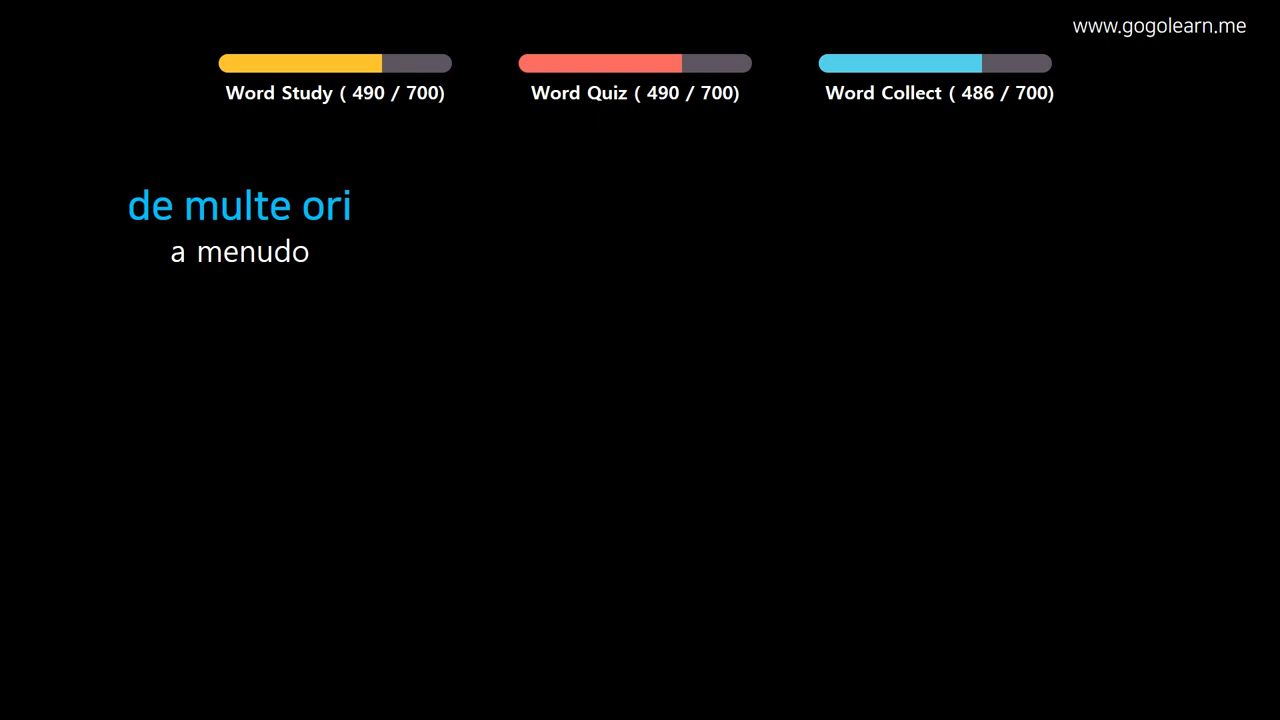 www.gogolearn.me
Word Study ( 490 / 700)
Word Quiz ( 490 / 700)
Word Collect ( 486 / 700)
de multe ori
a menudo